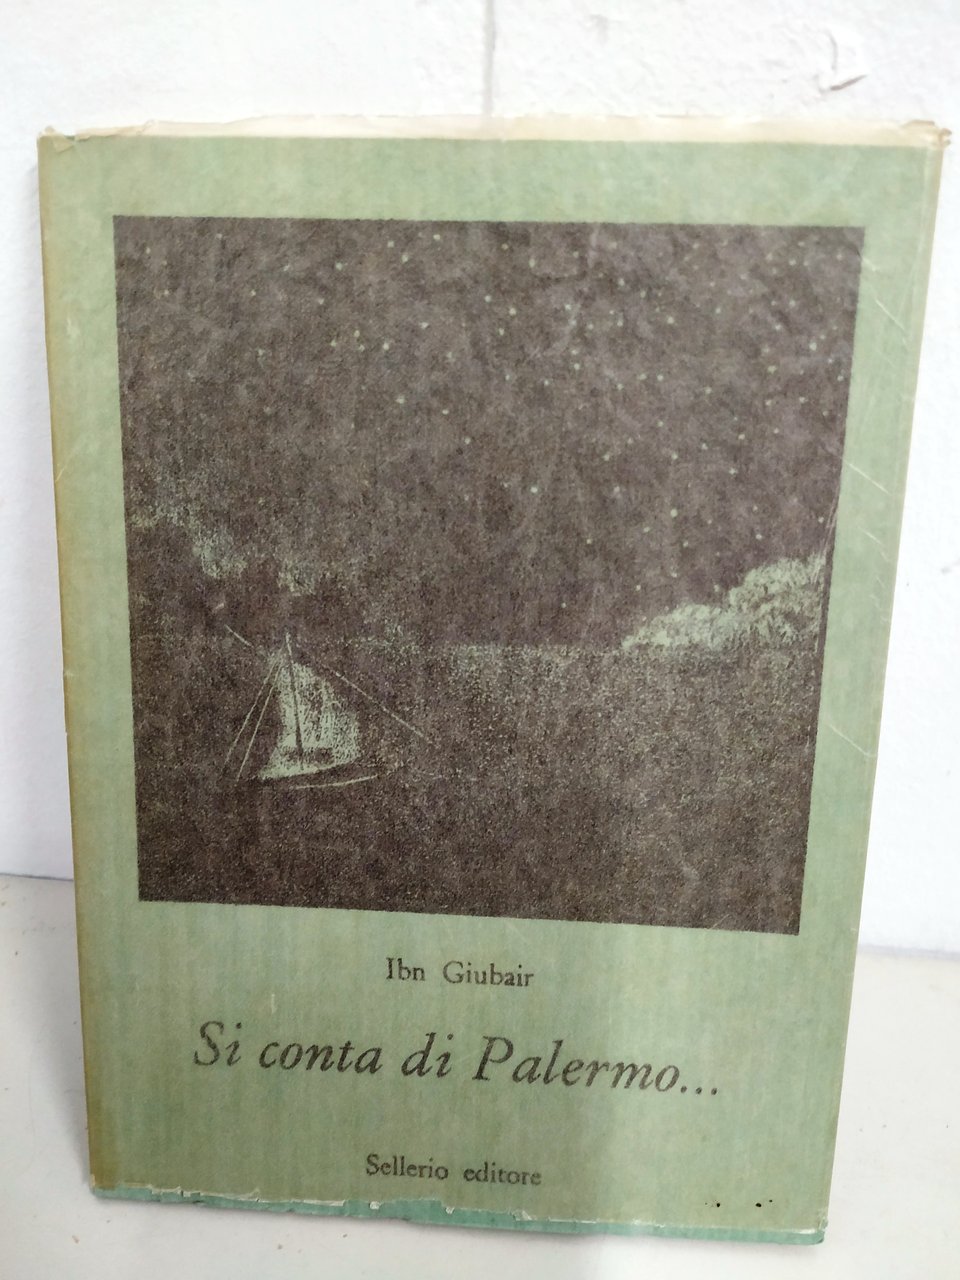 Ibn Giubair
Si conta di Palermo...
Sellerio editore